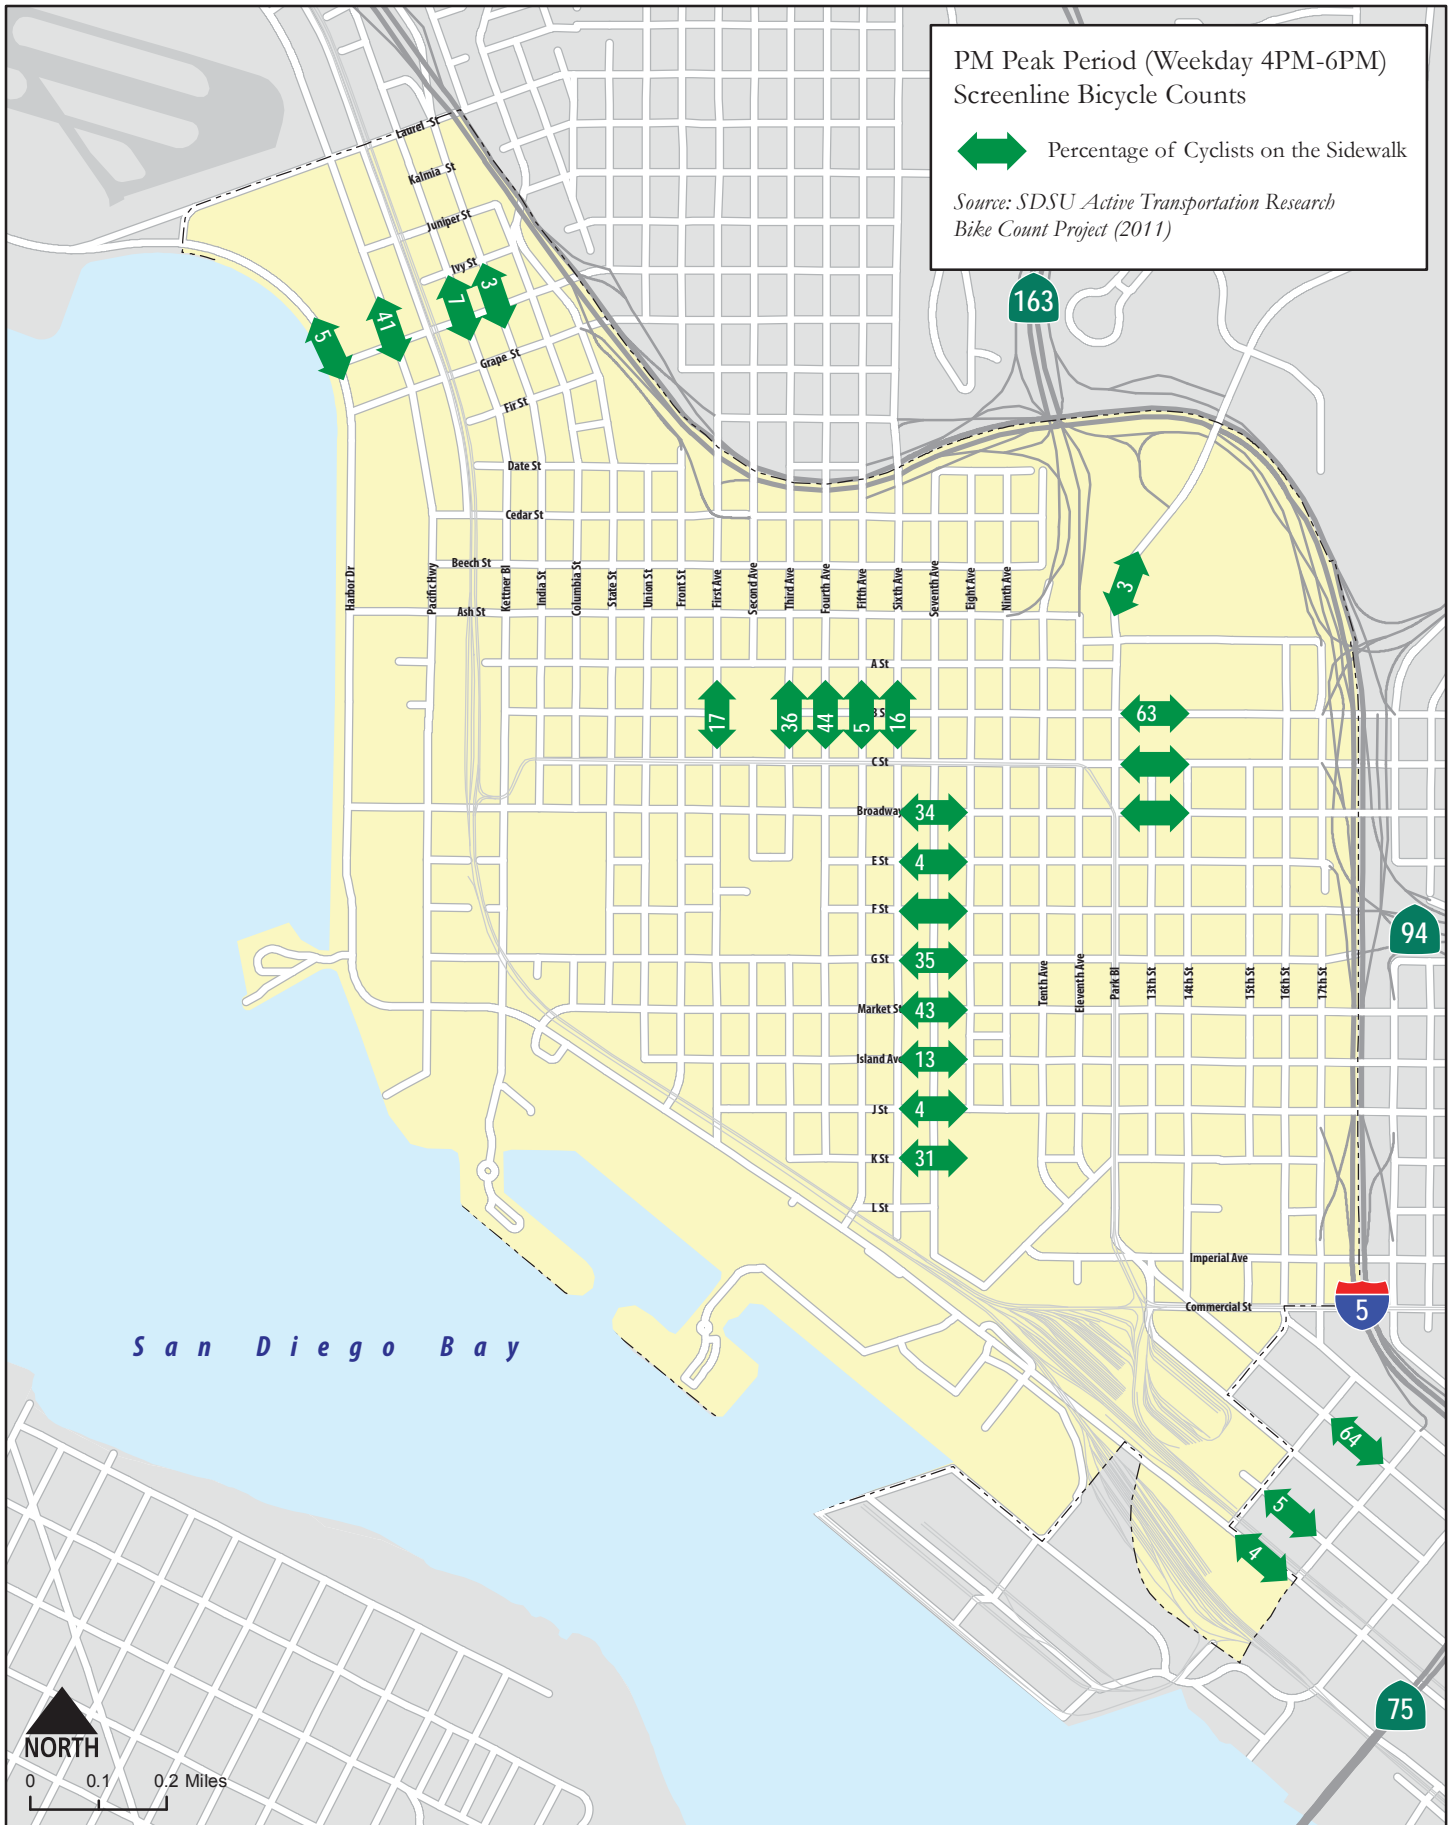 PM Peak Period (Weekday 4PM-6PM)
Screenline Bicycle Counts
Percentage of Cyclists on the Sidewalk
Source: SDSU Active Transportation Research
Bike Count Project (2011)
Laurel St
Kalmia St
Juniper St
Ivy St
3
7
41
5
163
Grape St
Fir St
Date St
Cedar St
Beech St
Ash St
Harbor Dr
Pacific Hwy
Kettner Bl
India St
Columbia St
State St
Union St
Front St
First Ave
Second Ave
Third Ave
Fourth Ave
Fifth Ave
Sixth Ave
Seventh Ave
Eight Ave
Ninth Ave
3
A St
17
36
44
5
B St
16
63
C St
Broadway
34
E St
4
F St
94
G St
35
Tenth Ave
Eleventh Ave
Park Bl
13th St
14th St
15th St
16th St
17th St
Market St
43
Island Ave
13
J St
4
K St
31
L St
Imperial Ave
Commercial St
5
San Diego Bay
64
5
4
75
NORTH
0 0.1 0.2 Miles